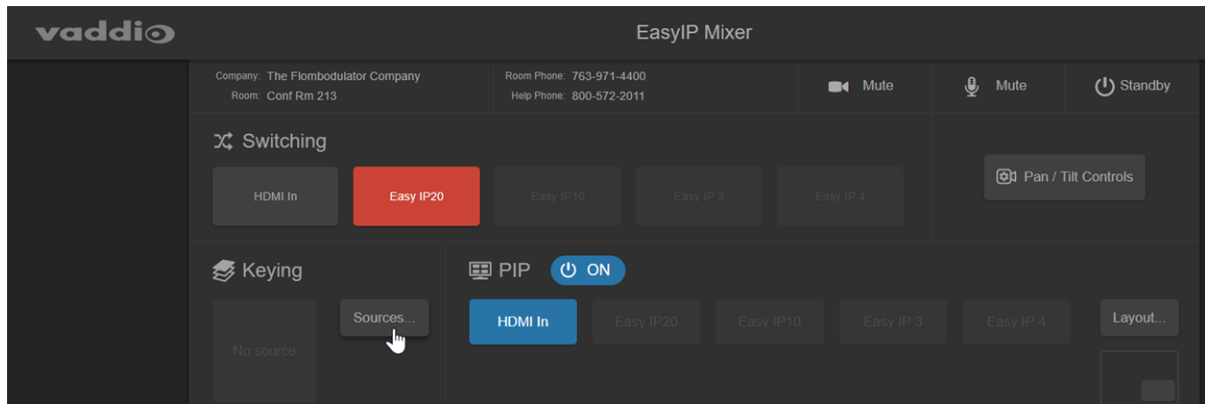 vaddio
EasyIP Mixer
Company: The Flombodulator Company
Room: Conf Rm 213
Room Phone: 763-971-4400
Help Phone: 800-572-2011
Mute
Mute
Standby
Switching
HDMI In
Easy IP20
Easy IP10
Easy IP 3
Easy IP 4
Pan / Tilt Controls
Keying
PIP
ON
Sources...
No source
HDMI In
Easy IP20
Easy IP10
Easy IP 3
Easy IP 4
Layout...